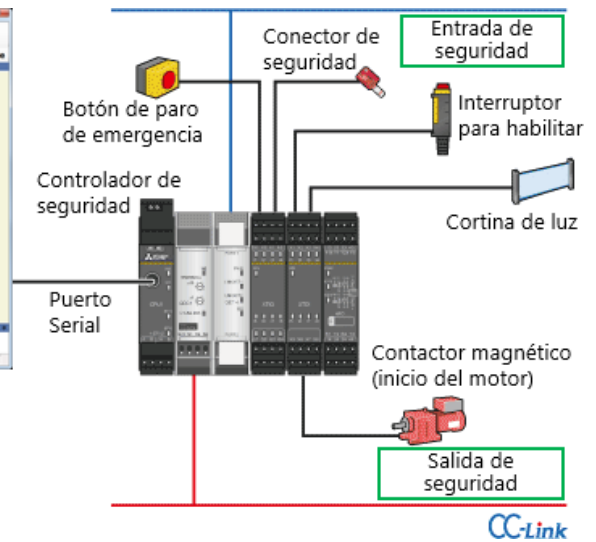 Conector de
seguridad
Entrada de
seguridad
Botón de paro
de emergencia
Interruptor
para habilitar
Controlador de
seguridad
Cortina de luz
Puerto
Serial
Contactor magnético
(inicio del motor)
Salida de
seguridad
CC-Link